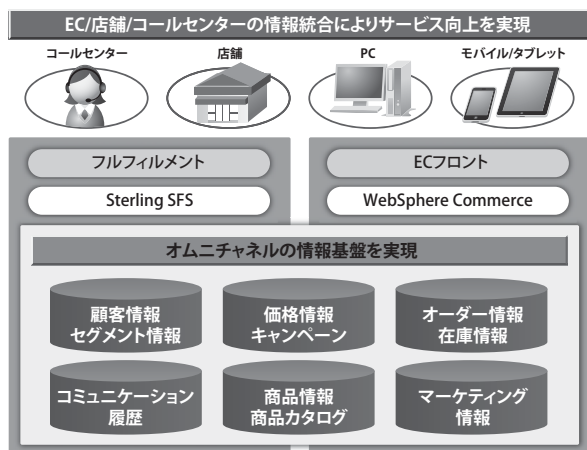 EC/店舗/コールセンターの情報統合によりサービス向上を実現
コールセンター
店舗
PC
モバイル/タブレット
フルフィルメント
ECフロント
Sterling SFS
WebSphere Commerce
オムニチャネルの情報基盤を実現
顧客情報
セグメント情報
価格情報
キャンペーン
オーダー情報
在庫情報
コミュニケーション
履歴
商品情報
商品カタログ
マーケティング
情報